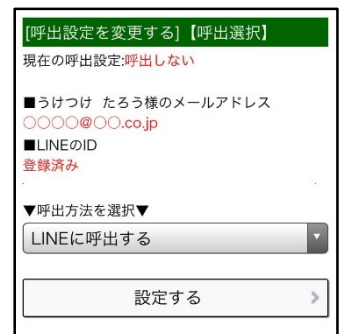 [呼出設定を変更する]【呼出選択】
現在の呼出設定:呼出しない
■うけつけ たろう様のメールアドレス
○○○○@○○.co.jp
■LINEのID
登録済み
▼呼出方法を選択▼
LINEに呼出する
設定する